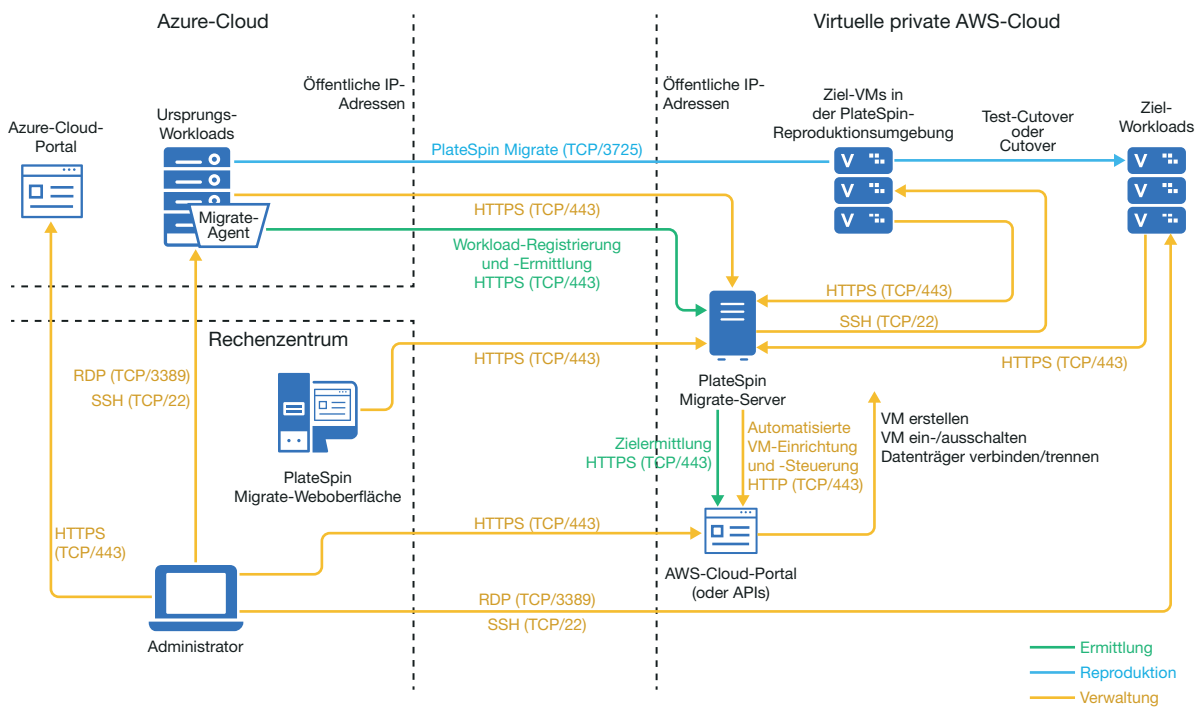 Azure-Cloud
Virtuelle private AWS-Cloud
Öffentliche IP-
Adressen
Öffentliche IP-
Adressen
Azure-Cloud-
Portal
Ursprungs-
Workloads
Migrate-
Agent
Ziel-VMs in
der PlateSpin-
Reproduktionsumgebung
Test-Cutover
oder
Cutover
Ziel-
Workloads
PlateSpin Migrate (TCP/3725)
HTTPS (TCP/443)
Workload-Registrierung
und -Ermittlung
HTTPS (TCP/443)
HTTPS (TCP/443)
SSH (TCP/22)
HTTPS (TCP/443)
Rechenzentrum
RDP (TCP/3389)
SSH (TCP/22)
HTTPS (TCP/443)
PlateSpin
Migrate-Server
PlateSpin
Migrate-Weboberfläche
Zielermittlung
HTTPS (TCP/443)
Automatisierte
VM-Einrichtung
und -Steuerung
HTTP (TCP/443)
VM erstellen
VM ein-/ausschalten
Datenträger verbinden/trennen
HTTPS
(TCP/443)
HTTPS (TCP/443)
AWS-Cloud-Portal
(oder APIs)
RDP (TCP/3389)
SSH (TCP/22)
Administrator
Ermittlung
Reproduktion
Verwaltung
V
V
V
V
V
V